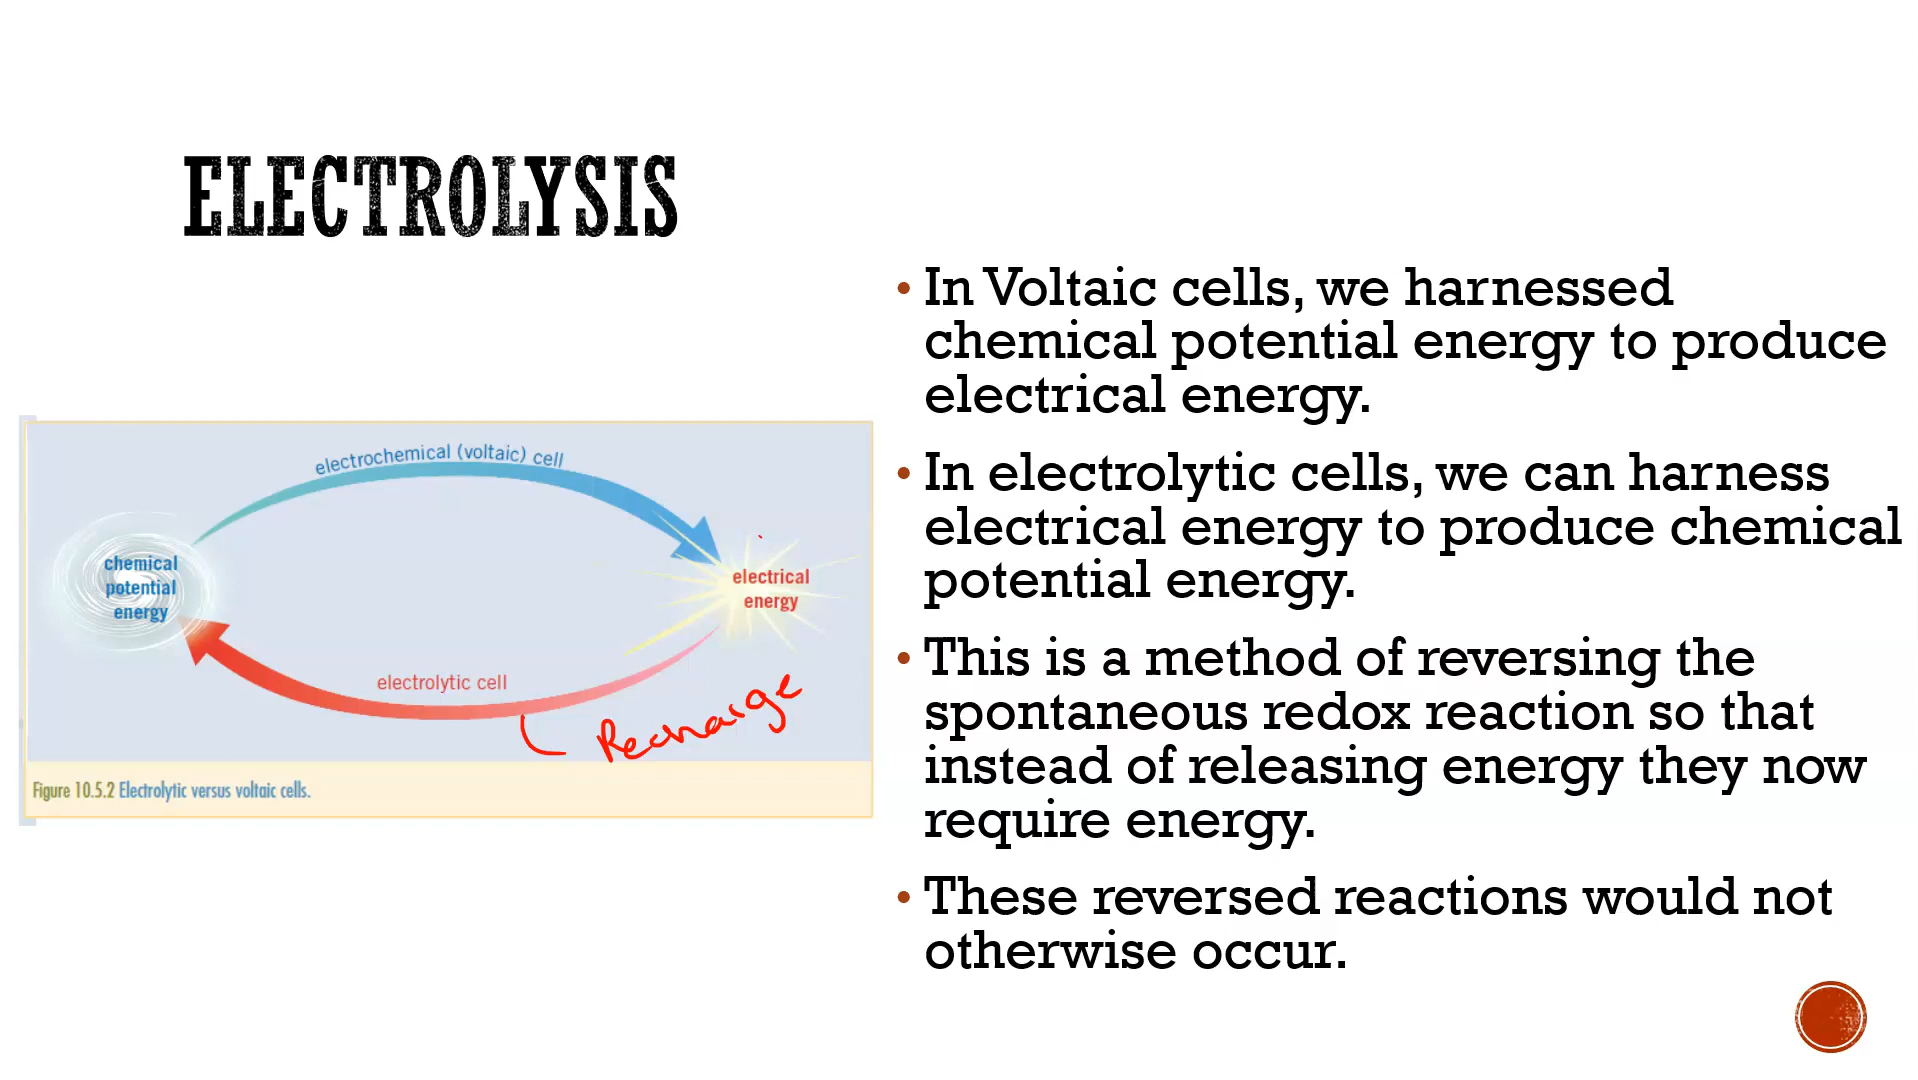 ELECTROLYSIS
electrochemical (voltaic) cell
chemical
potential
energy
electrical
energy
electrolytic cell
Recharge
Figure 10.5.2 Electrolytic versus voltaic cells.
• In Voltaic cells, we harnessed
chemical potential energy to produce
electrical energy.
• In electrolytic cells, we can harness
electrical energy to produce chemical
potential energy.
• This is a method of reversing the
spontaneous redox reaction so that
instead of releasing energy they now
require energy.
• These reversed reactions would not
otherwise occur.